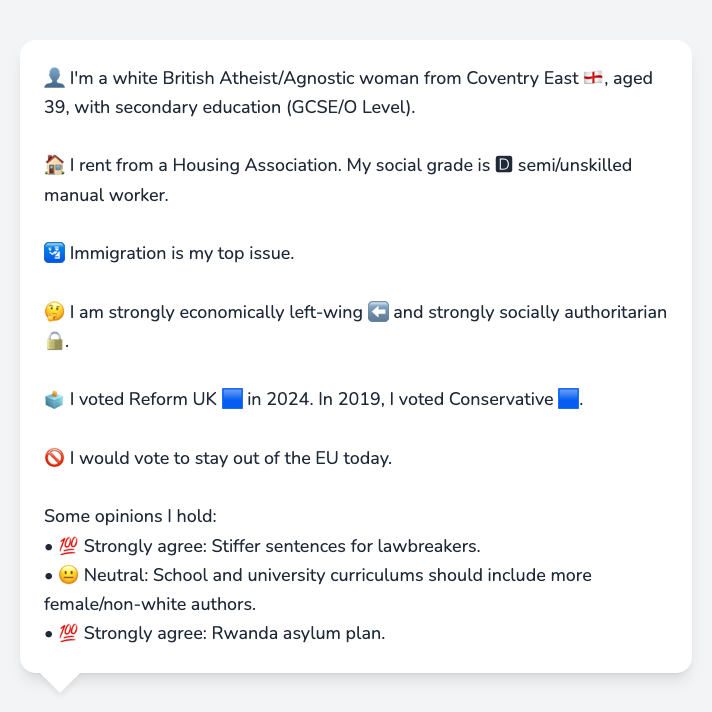 👤 I'm a white British Atheist/Agnostic woman from Coventry East 🏴󠁧󠁢󠁥󠁮󠁧󠁿, aged
39, with secondary education (GCSE/O Level).
🏠 I rent from a Housing Association. My social grade is 🅳 semi/unskilled
manual worker.
🛂 Immigration is my top issue.
🤔 I am strongly economically left-wing ⬅️ and strongly socially authoritarian
🔒.
🗳️ I voted Reform UK 🟦 in 2024. In 2019, I voted Conservative 🟦.
🚫 I would vote to stay out of the EU today.
Some opinions I hold:
• 💯 Strongly agree: Stiffer sentences for lawbreakers.
• 😐 Neutral: School and university curriculums should include more
female/non-white authors.
• 💯 Strongly agree: Rwanda asylum plan.